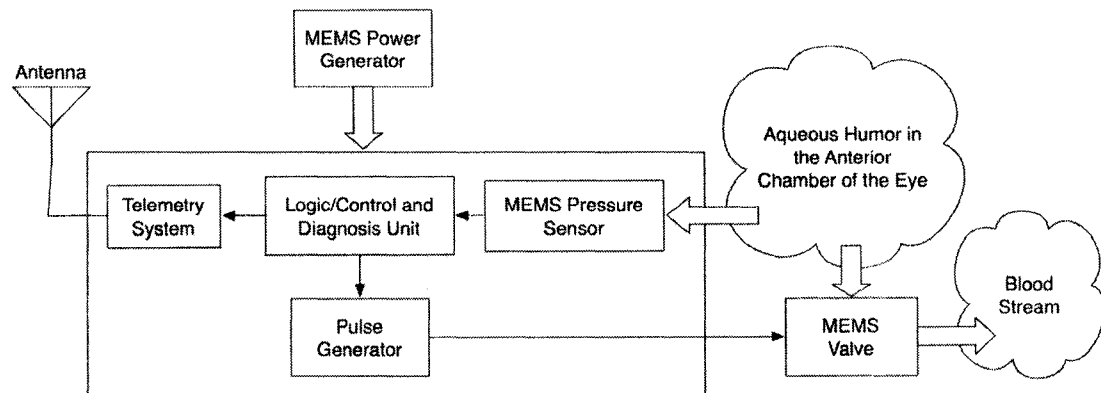 MEMS Power
Generator
Antenna
Aqueous Humor in
the Anterior
Chamber of the Eye
Telemetry
System
Logic/Control and
Diagnosis Unit
MEMS Pressure
Sensor
Blood
Stream
Pulse
Generator
MEMS
Valve